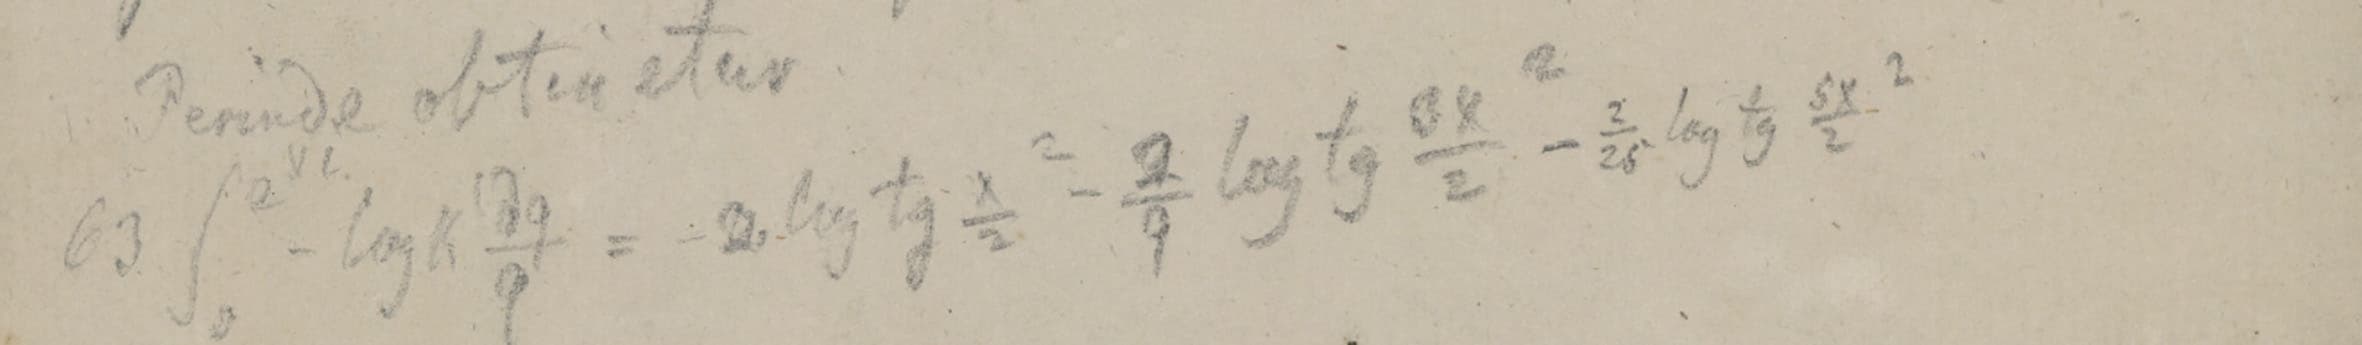 Perinde obtinetur
63 ∫₀^{e^{xi}} − log k ∂q/q = −2 log tg x/2 ² − 2/9 log tg 3x/2 ² − 2/25 log tg 5x/2 ²